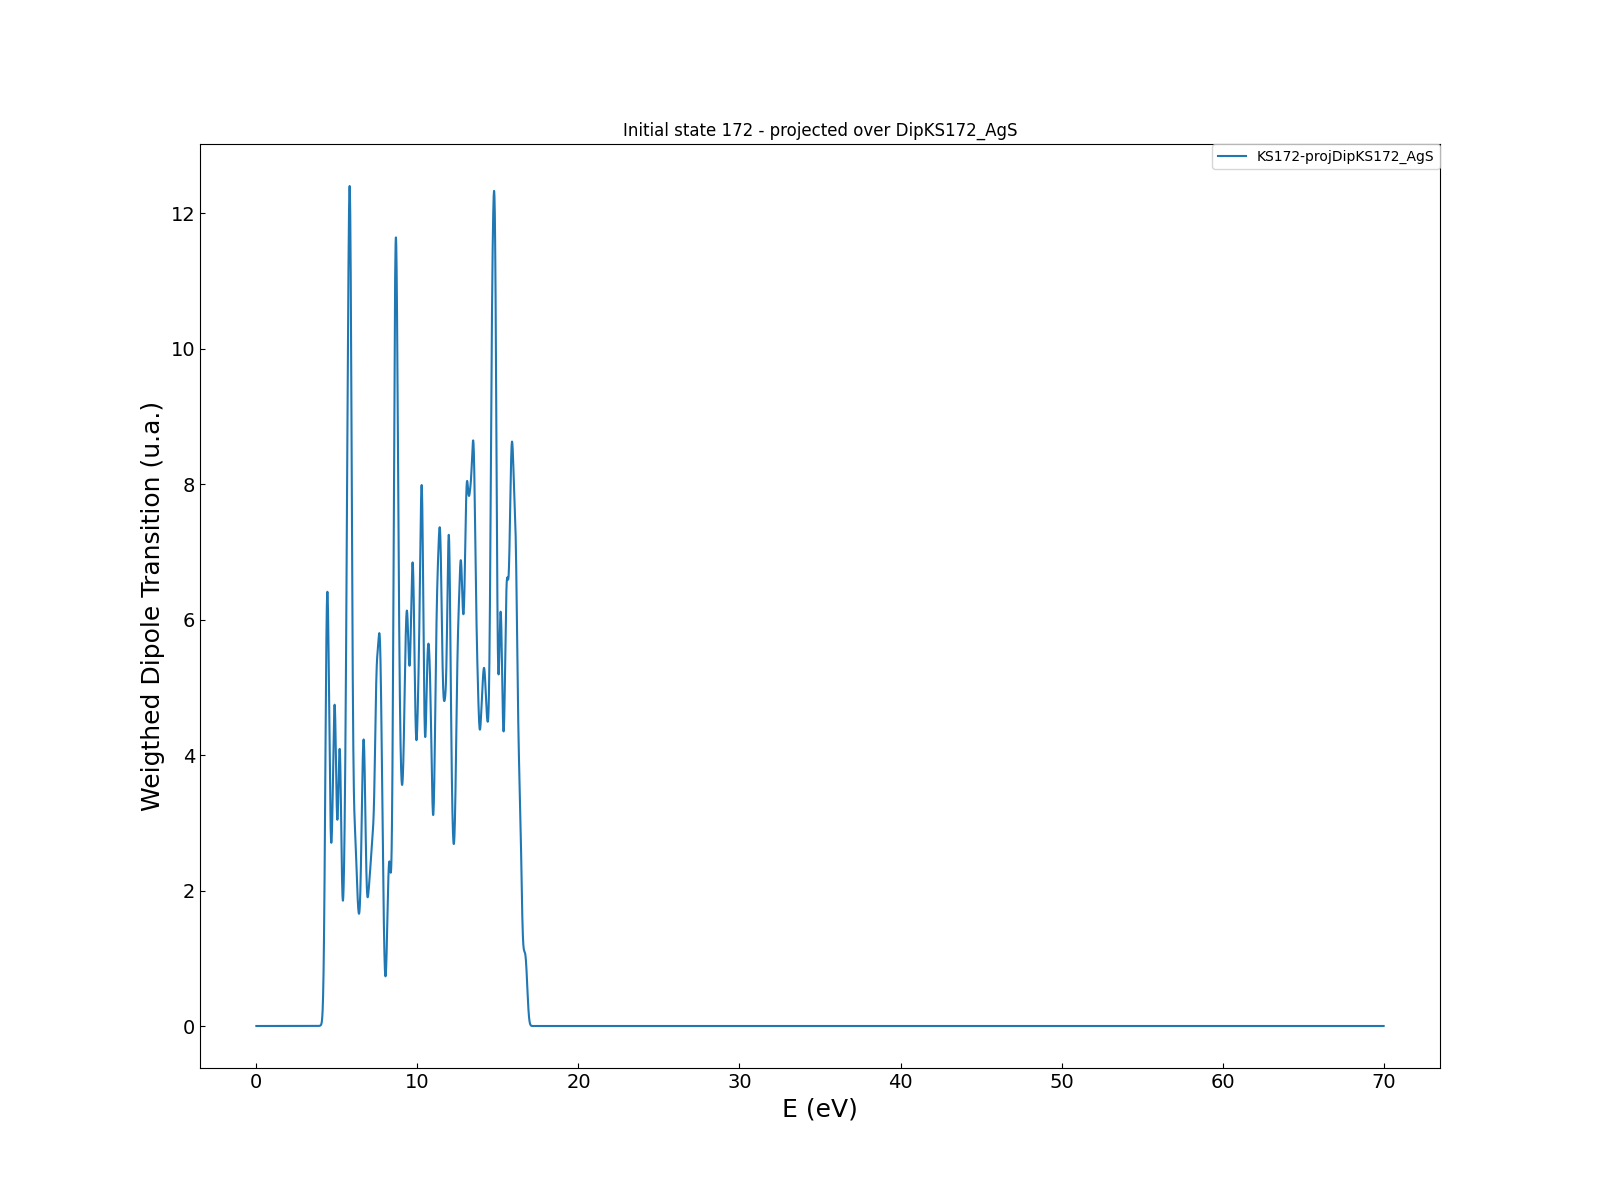 Initial state 172 - projected over DipKS172_AgS
KS172-projDipKS172_AgS
Weigthed Dipole Transition (u.a.)
12
10
8
6
4
2
0
0 10 20 30 40 50 60 70
E (eV)